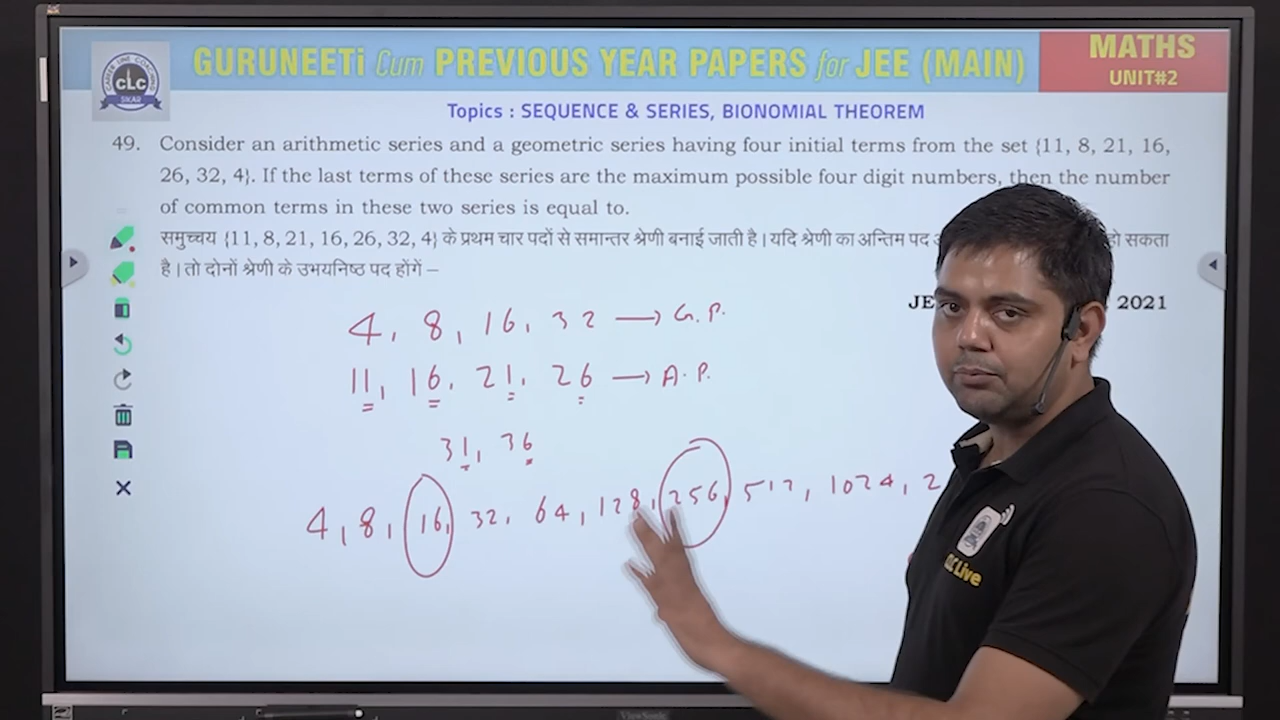 GURUNEETi Cum PREVIOUS YEAR PAPERS for JEE (MAIN)
MATHS
UNIT#2
CLC
SIKAR
Topics : SEQUENCE & SERIES, BIONOMIAL THEOREM
49. Consider an arithmetic series and a geometric series having four initial terms from the set {11, 8, 21, 16,
26, 32, 4}. If the last terms of these series are the maximum possible four digit numbers, then the number
of common terms in these two series is equal to.
समुच्चय {11, 8, 21, 16, 26, 32, 4} के प्रथम चार पदों से समान्तर श्रेणी बनाई जाती है। यदि श्रेणी का अन्तिम पद हो सकता
है। तो दोनों श्रेणी के उभयनिष्ठ पद होंगें –
JE 2021
4, 8, 16, 32 → G.P.
11, 16, 21, 26 → A.P.
31, 36
4, 8, 16, 32, 64, 128, 256, 512, 1024, 2
Live
ViewSonic